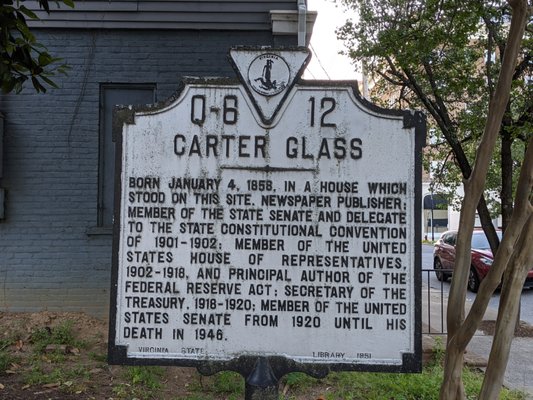 Q-6 12
CARTER GLASS
BORN JANUARY 4, 1858, IN A HOUSE WHICH
STOOD ON THIS SITE. NEWSPAPER PUBLISHER;
MEMBER OF THE STATE SENATE AND DELEGATE
TO THE STATE CONSTITUTIONAL CONVENTION
OF 1901-1902; MEMBER OF THE UNITED
STATES HOUSE OF REPRESENTATIVES,
1902-1918, AND PRINCIPAL AUTHOR OF THE
FEDERAL RESERVE ACT; SECRETARY OF THE
TREASURY, 1918-1920; MEMBER OF THE UNITED
STATES SENATE FROM 1920 UNTIL HIS
DEATH IN 1946.
VIRGINIA STATE LIBRARY 1951